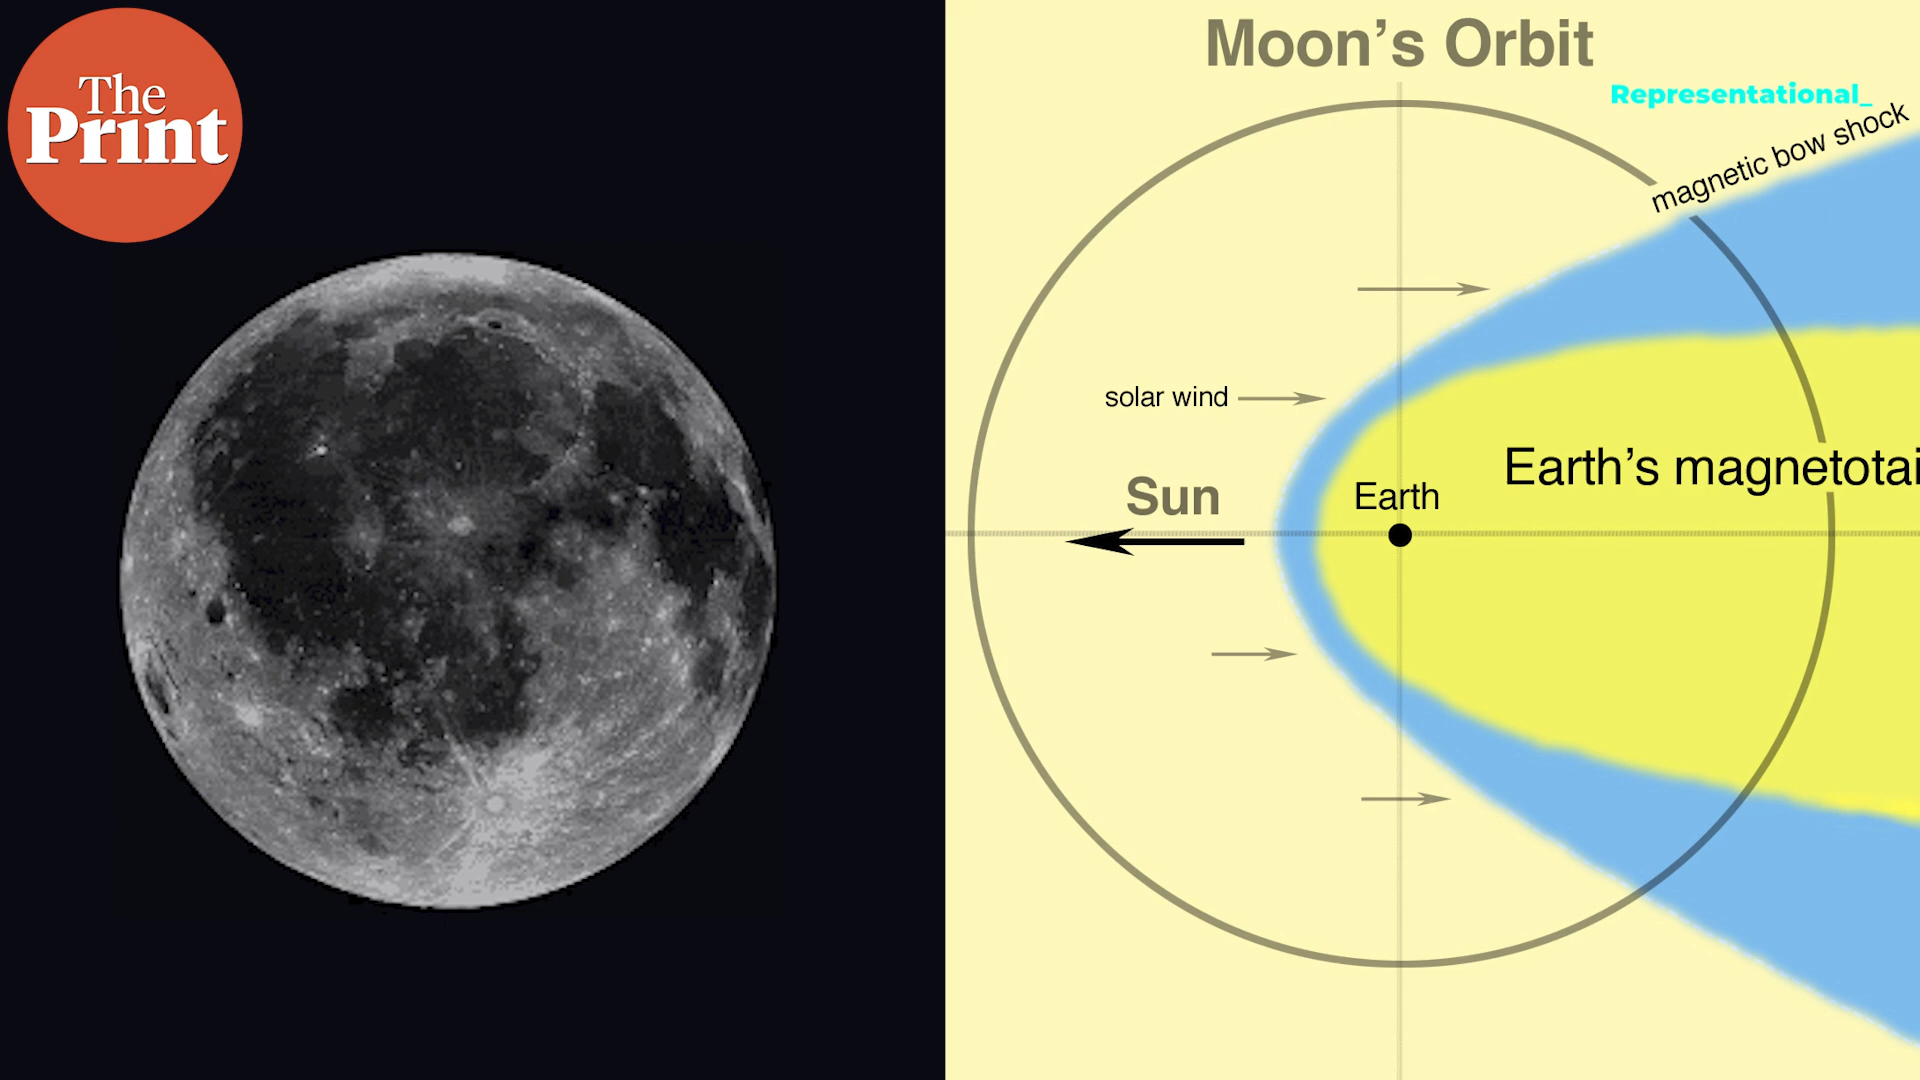 The
Print
Moon’s Orbit
Representational_
magnetic bow shock
solar wind
Sun
Earth
Earth’s magnetotai